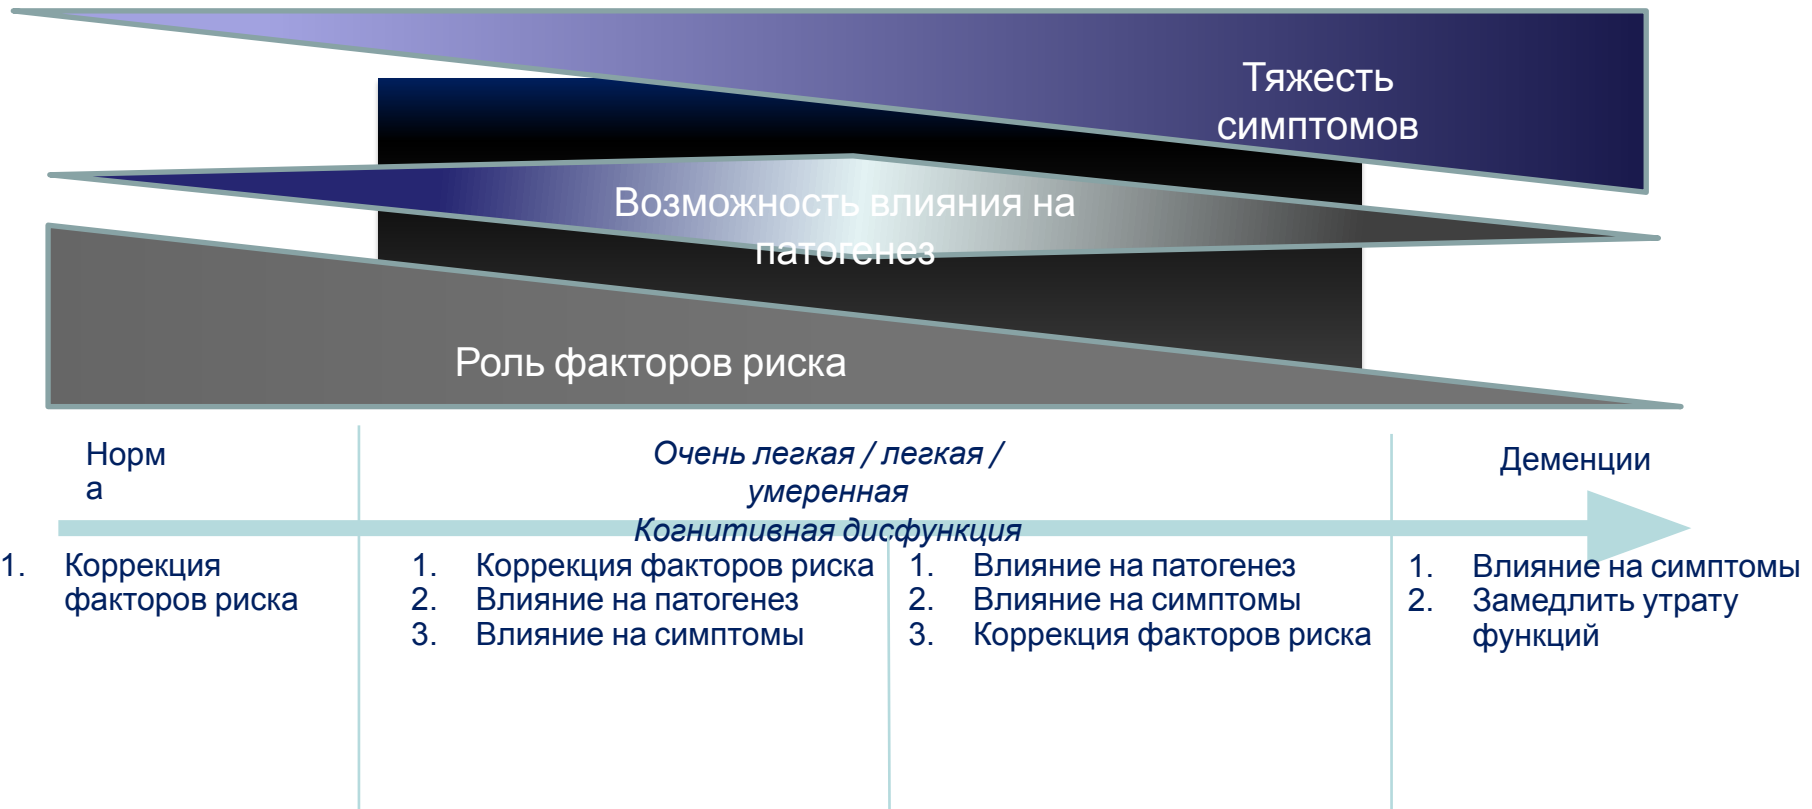 Тяжесть
симптомов
Возможность влияния на
патогенез
Роль факторов риска
Норм
а
Очень легкая / легкая /
умеренная
Когнитивная дисфункция
Деменции
1. Коррекция
факторов риска
1. Коррекция факторов риска
2. Влияние на патогенез
3. Влияние на симптомы
1. Влияние на патогенез
2. Влияние на симптомы
3. Коррекция факторов риска
1. Влияние на симптомы
2. Замедлить утрату
функций